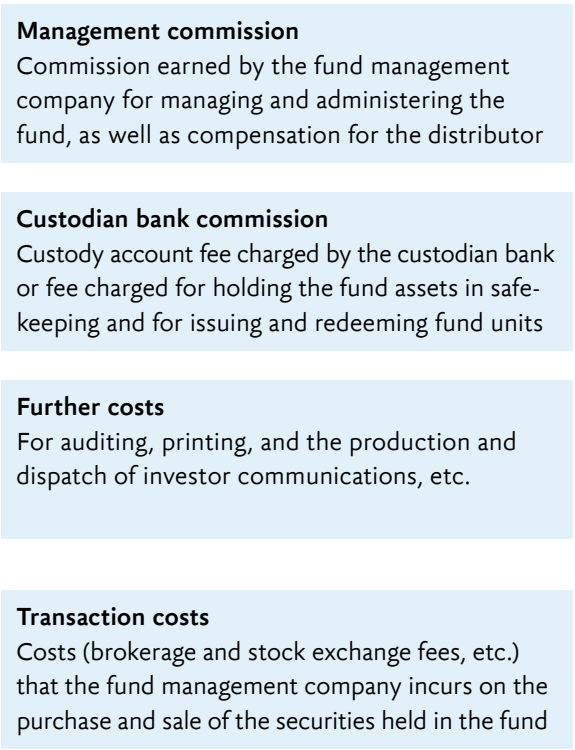 Management commission
Commission earned by the fund management
company for managing and administering the
fund, as well as compensation for the distributor
Custodian bank commission
Custody account fee charged by the custodian bank
or fee charged for holding the fund assets in safe-
keeping and for issuing and redeeming fund units
Further costs
For auditing, printing, and the production and
dispatch of investor communications, etc.
Transaction costs
Costs (brokerage and stock exchange fees, etc.)
that the fund management company incurs on the
purchase and sale of the securities held in the fund